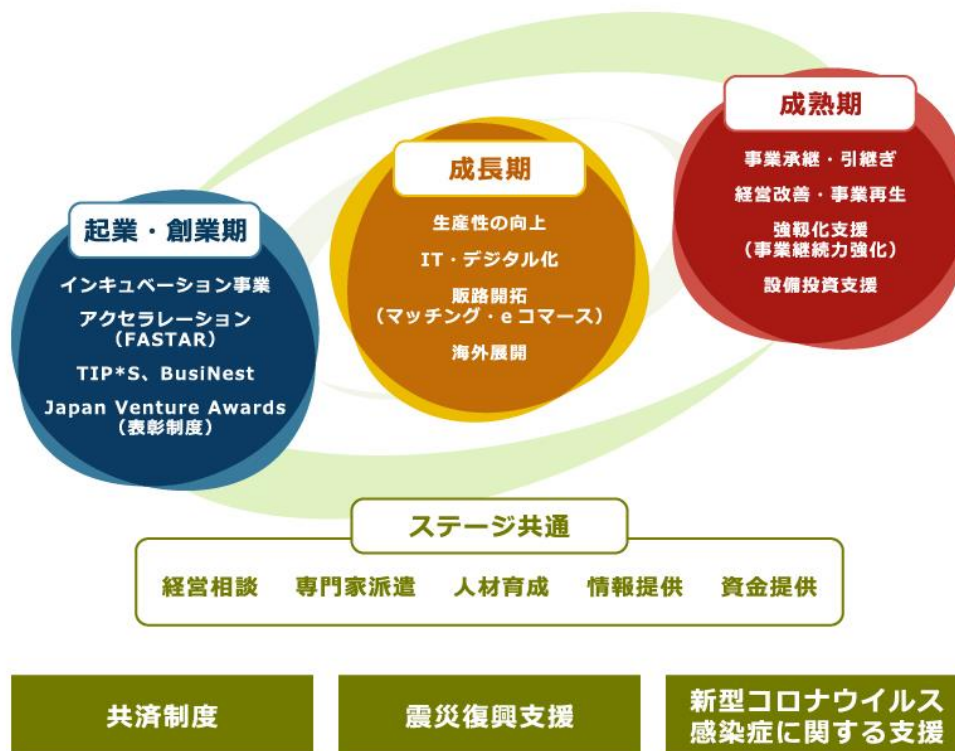 起業・創業期
インキュベーション事業
アクセラレーション
（FASTAR）
TIP*S、BusiNest
Japan Venture Awards
（表彰制度）
成長期
生産性の向上
IT・デジタル化
販路開拓
（マッチング・eコマース）
海外展開
成熟期
事業承継・引継ぎ
経営改善・事業再生
強靱化支援
（事業継続力強化）
設備投資支援
ステージ共通
経営相談 専門家派遣 人材育成 情報提供 資金提供
共済制度
震災復興支援
新型コロナウイルス
感染症に関する支援